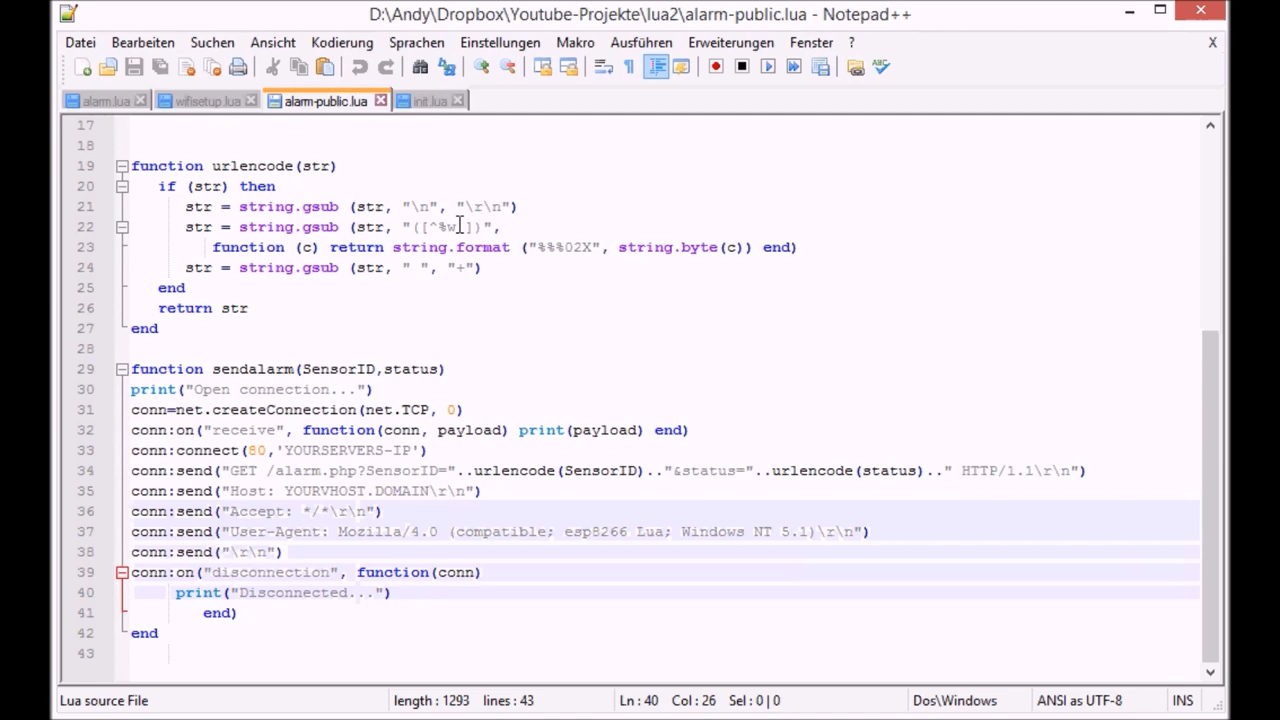 D:\Andy\Dropbox\Youtube-Projekte\lua2\alarm-public.lua - Notepad++
Datei Bearbeiten Suchen Ansicht Kodierung Sprachen Einstellungen Makro Ausführen Erweiterungen Fenster ? X
alarm.lua wifisetup.lua alarm-public.lua init.lua
17
18
19 function urlencode(str)
20 if (str) then
21 str = string.gsub (str, "\n", "\r\n")
22 str = string.gsub (str, "([^%w ])",
23 function (c) return string.format ("%%%02X", string.byte(c)) end)
24 str = string.gsub (str, " ", "+")
25 end
26 return str
27 end
28
29 function sendalarm(SensorID,status)
30 print("Open connection...")
31 conn=net.createConnection(net.TCP, 0)
32 conn:on("receive", function(conn, payload) print(payload) end)
33 conn:connect(80,'YOURSERVERS-IP')
34 conn:send("GET /alarm.php?SensorID="..urlencode(SensorID).."&status="..urlencode(status).." HTTP/1.1\r\n")
35 conn:send("Host: YOURVHOST.DOMAIN\r\n")
36 conn:send("Accept: */*\r\n")
37 conn:send("User-Agent: Mozilla/4.0 (compatible; esp8266 Lua; Windows NT 5.1)\r\n")
38 conn:send("\r\n")
39 conn:on("disconnection", function(conn)
40 print("Disconnected...")
41 end)
42 end
43
Lua source File length : 1293 lines : 43 Ln : 40 Col : 26 Sel : 0 | 0 Dos\Windows ANSI as UTF-8 INS